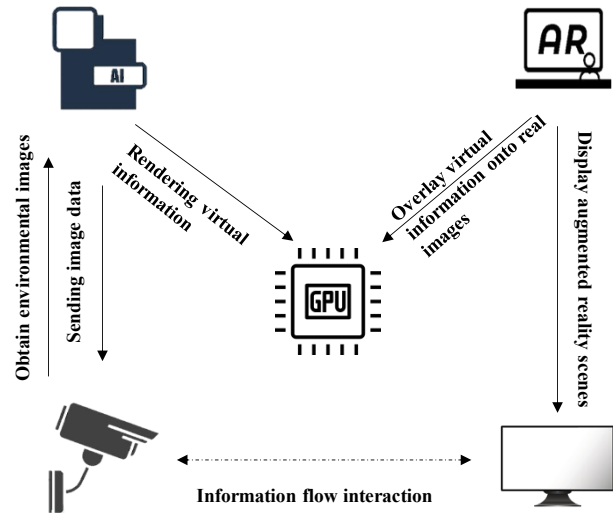 AI
AR
Obtain environmental images
Sending image data
Rendering virtual
information
Overlay virtual
information onto real
images
Display augmented reality scenes
GPU
Information flow interaction